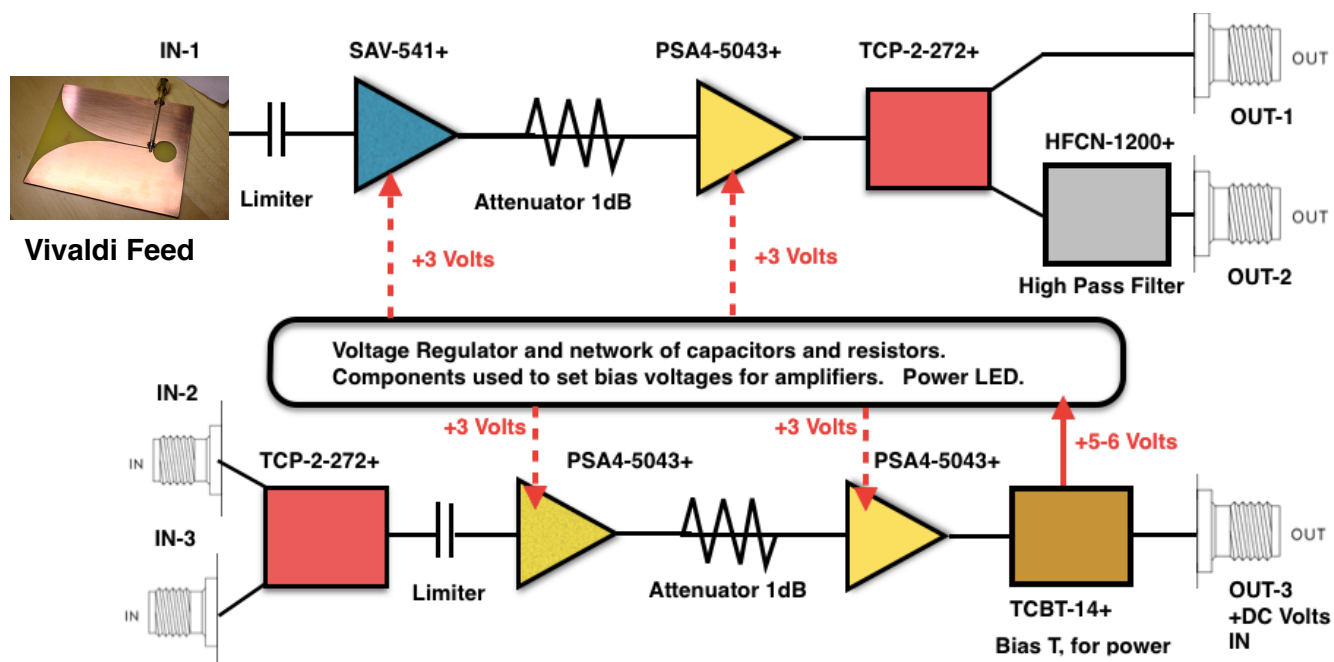 IN-1
SAV-541+
PSA4-5043+
TCP-2-272+
OUT
OUT-1
HFCN-1200+
Limiter
Attenuator 1dB
OUT
Vivaldi Feed
+3 Volts
+3 Volts
High Pass Filter
OUT-2
Voltage Regulator and network of capacitors and resistors.
Components used to set bias voltages for amplifiers. Power LED.
IN-2
+3 Volts
+3 Volts
+5-6 Volts
IN
TCP-2-272+
PSA4-5043+
PSA4-5043+
IN-3
OUT
Limiter
Attenuator 1dB
OUT-3
+DC Volts
IN
IN
TCBT-14+
Bias T, for power